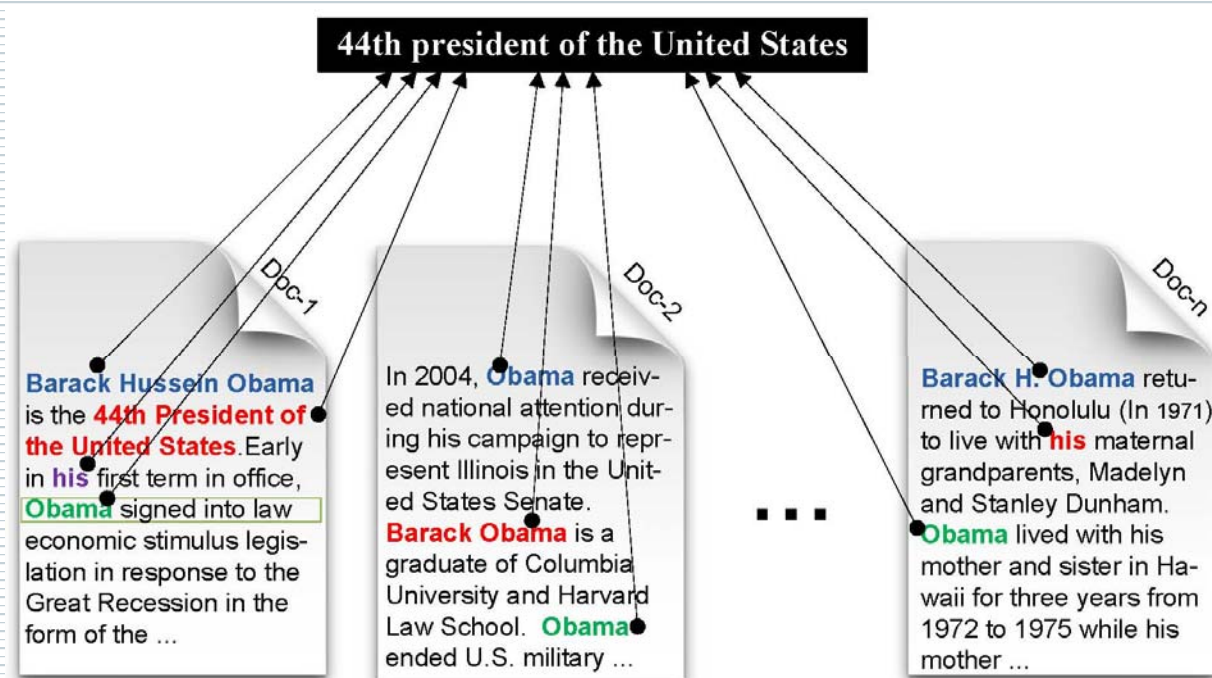 44th president of the United States
Doc-1
Barack Hussein Obama
is the 44th President of
the United States.Early
in his first term in office,
Obama signed into law
economic stimulus legis-
lation in response to the
Great Recession in the
form of the ...
Doc-2
In 2004, Obama receiv-
ed national attention dur-
ing his campaign to repr-
esent Illinois in the Unit-
ed States Senate.
Barack Obama is a
graduate of Columbia
University and Harvard
Law School. Obama
ended U.S. military ...
...
Doc-n
Barack H. Obama retu-
rned to Honolulu (In 1971)
to live with his maternal
grandparents, Madelyn
and Stanley Dunham.
Obama lived with his
mother and sister in Ha-
waii for three years from
1972 to 1975 while his
mother ...